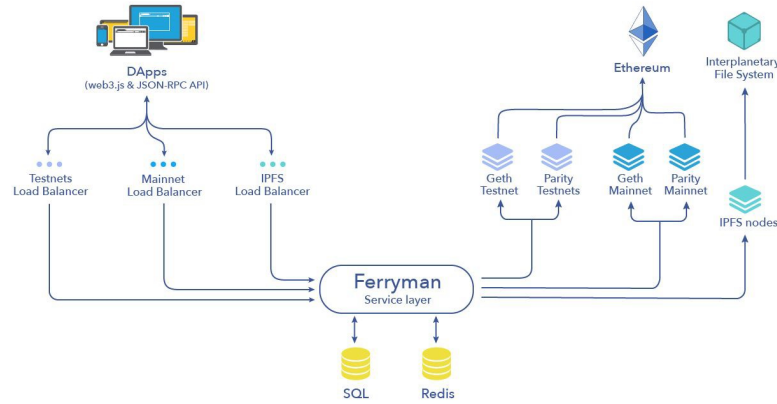 DApps
(web3.js & JSON-RPC API)
Ethereum
Interplanetary
File System
Testnets
Load Balancer
Mainnet
Load Balancer
IPFS
Load Balancer
Geth
Testnet
Parity
Testnets
Geth
Mainnet
Parity
Mainnet
IPFS nodes
Ferryman
Service layer
SQL
Redis